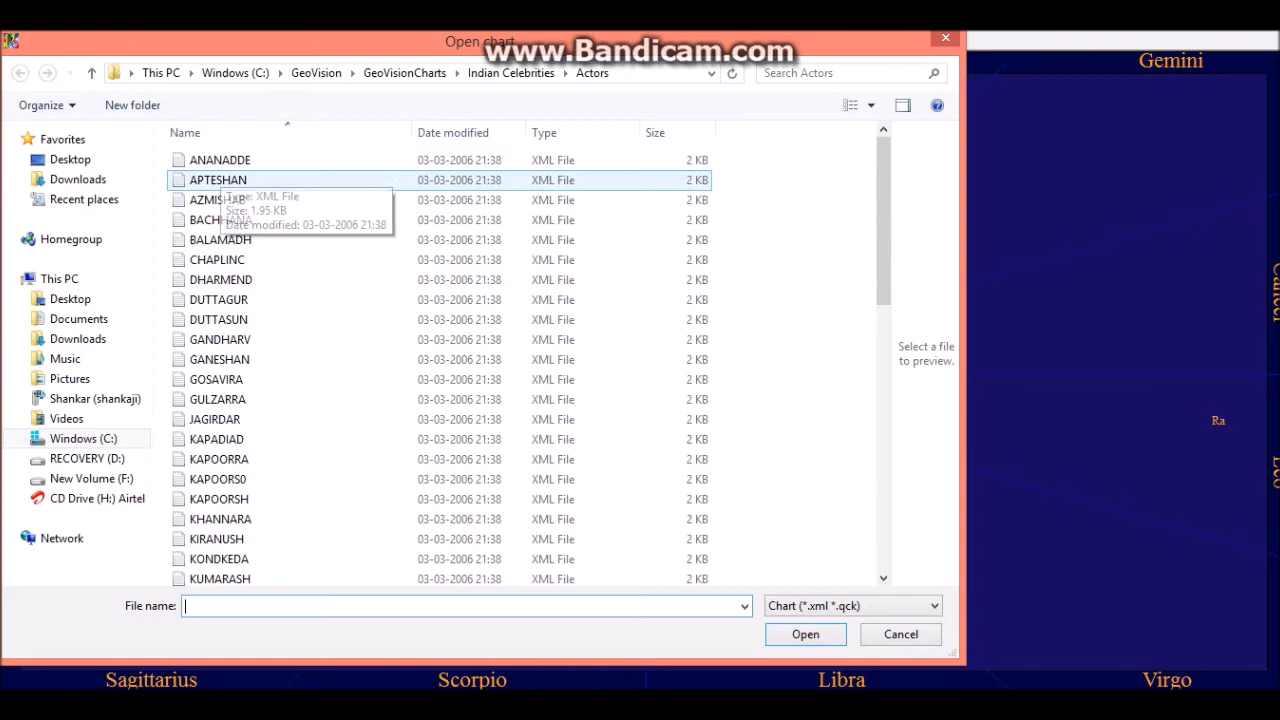 Open chart
www.Bandicam.com
Gemini
This PC Windows (C:) GeoVision GeoVisionCharts Indian Celebrities Actors
Search Actors
Organize New folder
Name Date modified Type Size
Favorites
Desktop
Downloads
Recent places
Homegroup
This PC
Desktop
Documents
Downloads
Music
Pictures
Shankar (shankaji)
Videos
Windows (C:)
RECOVERY (D:)
New Volume (F:)
CD Drive (H:) Airtel
Network
ANANADDE 03-03-2006 21:38 XML File 2 KB
APTESHAN 03-03-2006 21:38 XML File 2 KB
Type: XML File
Size: 1.95 KB
Date modified: 03-03-2006 21:38
AZMISHAB 03-03-2006 21:38 XML File 2 KB
BACHHANA 03-03-2006 21:38 XML File 2 KB
BALAMADH 03-03-2006 21:38 XML File 2 KB
CHAPLINC 03-03-2006 21:38 XML File 2 KB
DHARMEND 03-03-2006 21:38 XML File 2 KB
DUTTAGUR 03-03-2006 21:38 XML File 2 KB
DUTTASUN 03-03-2006 21:38 XML File 2 KB
GANDHARV 03-03-2006 21:38 XML File 2 KB
GANESHAN 03-03-2006 21:38 XML File 2 KB
GOSAVIRA 03-03-2006 21:38 XML File 2 KB
GULZARRA 03-03-2006 21:38 XML File 2 KB
JAGIRDAR 03-03-2006 21:38 XML File 2 KB
KAPADIAD 03-03-2006 21:38 XML File 2 KB
KAPOORRA 03-03-2006 21:38 XML File 2 KB
KAPOORS0 03-03-2006 21:38 XML File 2 KB
KAPOORSH 03-03-2006 21:38 XML File 2 KB
KHANNARA 03-03-2006 21:38 XML File 2 KB
KIRANUSH 03-03-2006 21:38 XML File 2 KB
KONDKEDA 03-03-2006 21:38 XML File 2 KB
KUMARASH 03-03-2006 21:38 XML File 2 KB
Select a file
to preview.
Cancer
Ra
Leo
File name: Chart (*.xml *.qck)
Open Cancel
Sagittarius Scorpio Libra Virgo